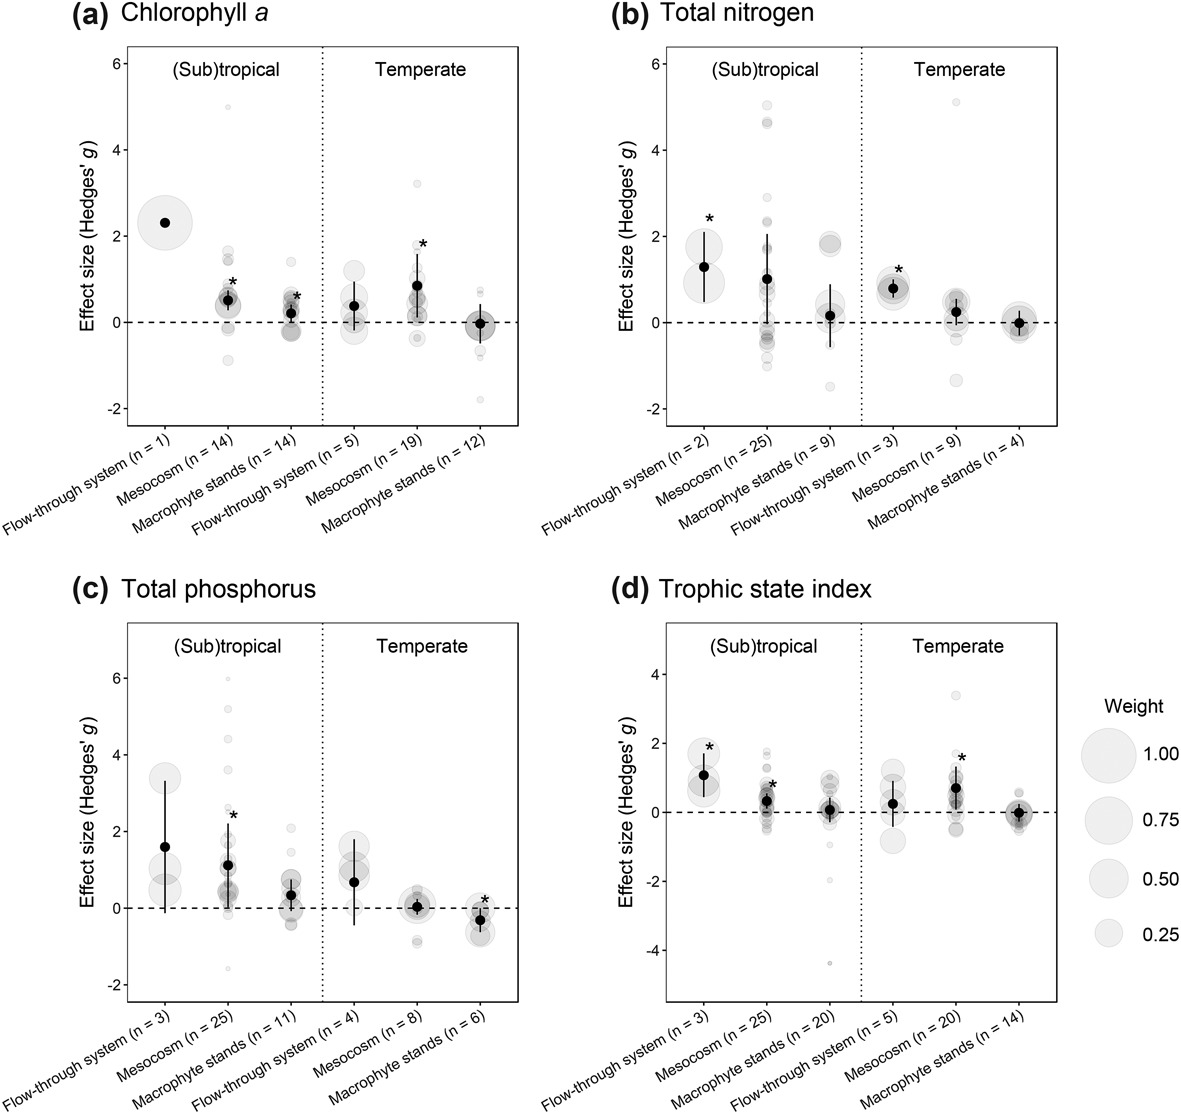 (a) Chlorophyll a
(Sub)tropical
Temperate
Effect size (Hedges' g)
6
4
2
0
-2
*
*
*
Flow-through system (n = 1)
Mesocosm (n = 14)
Macrophyte stands (n = 14)
Flow-through system (n = 5)
Mesocosm (n = 19)
Macrophyte stands (n = 12)
(b) Total nitrogen
(Sub)tropical
Temperate
Effect size (Hedges' g)
6
4
2
0
-2
*
*
Flow-through system (n = 2)
Mesocosm (n = 25)
Macrophyte stands (n = 9)
Flow-through system (n = 3)
Mesocosm (n = 9)
Macrophyte stands (n = 4)
(c) Total phosphorus
(Sub)tropical
Temperate
Effect size (Hedges' g)
6
4
2
0
-2
*
*
Flow-through system (n = 3)
Mesocosm (n = 25)
Macrophyte stands (n = 11)
Flow-through system (n = 4)
Mesocosm (n = 8)
Macrophyte stands (n = 6)
(d) Trophic state index
(Sub)tropical
Temperate
Effect size (Hedges' g)
4
2
0
-2
-4
*
*
*
Flow-through system (n = 3)
Mesocosm (n = 25)
Macrophyte stands (n = 20)
Flow-through system (n = 5)
Mesocosm (n = 20)
Macrophyte stands (n = 14)
Weight
1.00
0.75
0.50
0.25